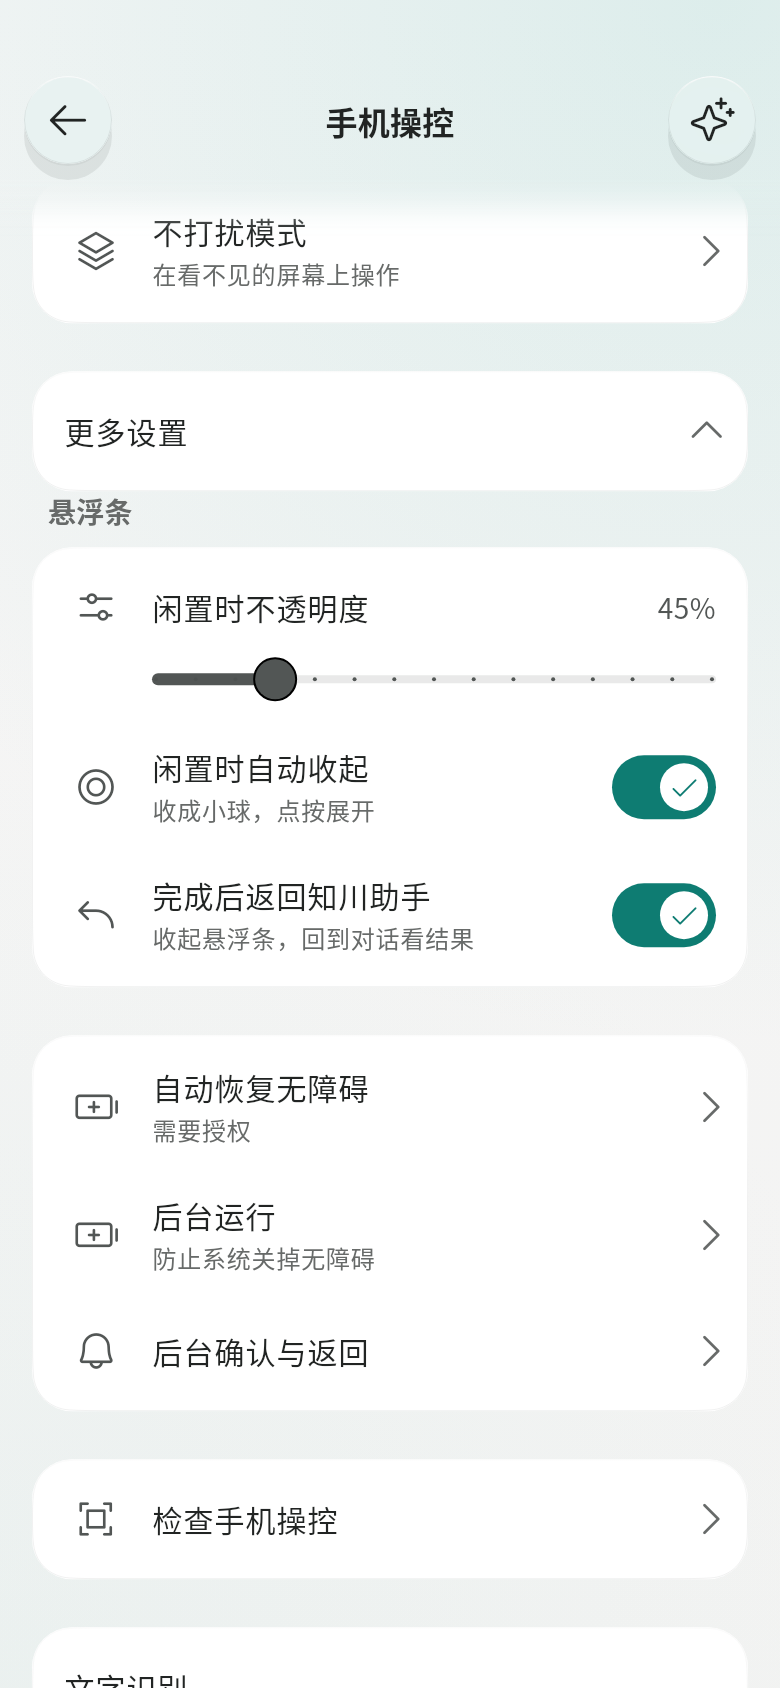 手机操控
不打扰模式
在看不见的屏幕上操作
更多设置
悬浮条
闲置时不透明度
45%
闲置时自动收起
收成小球，点按展开
完成后返回知川助手
收起悬浮条，回到对话看结果
自动恢复无障碍
需要授权
后台运行
防止系统关掉无障碍
后台确认与返回
检查手机操控
文字识别